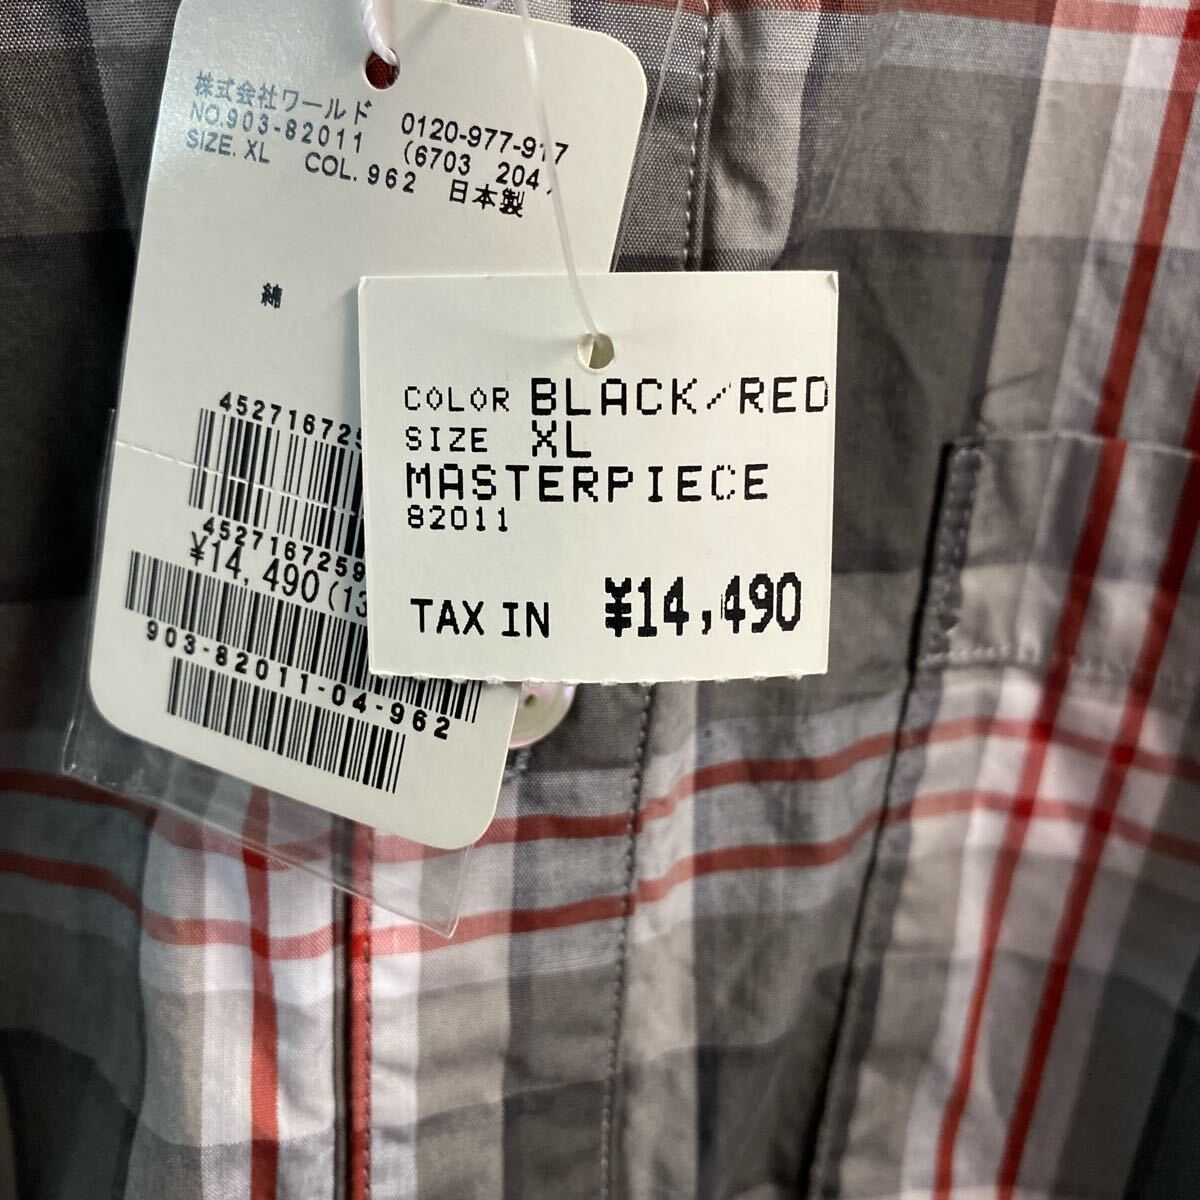 株式会社ワールド 0120-977-917
NO.903-82011 (6703 204)
SIZE. XL COL. 962 日本製
綿
452716725
4527167259
¥14,490(13
903-82011-04-962
COLOR BLACK/RED
SIZE XL
MASTERPIECE
82011
TAX IN ¥14,490